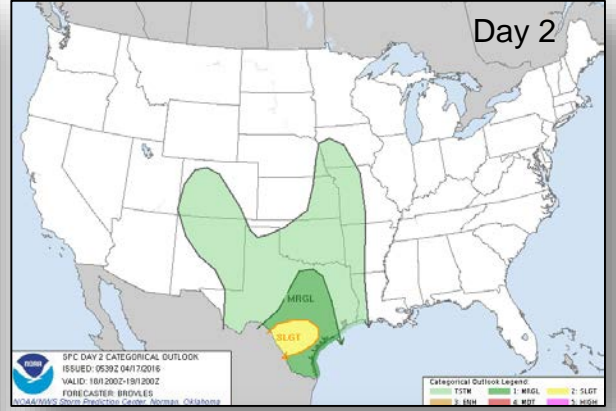 Day 2
MRGL
SLGT
NOAA
SPC DAY 2 CATEGORICAL OUTLOOK
ISSUED: 0539Z 04/17/2016
VALID: 18/1200Z-19/1200Z
FORECASTER: BROYLES
NOAA/NWS Storm Prediction Center, Norman, Oklahoma
Categorical Outlook Legend:
TSTM 1: MRGL 2: SLGT
3: ENH 4: MDT 5: HIGH